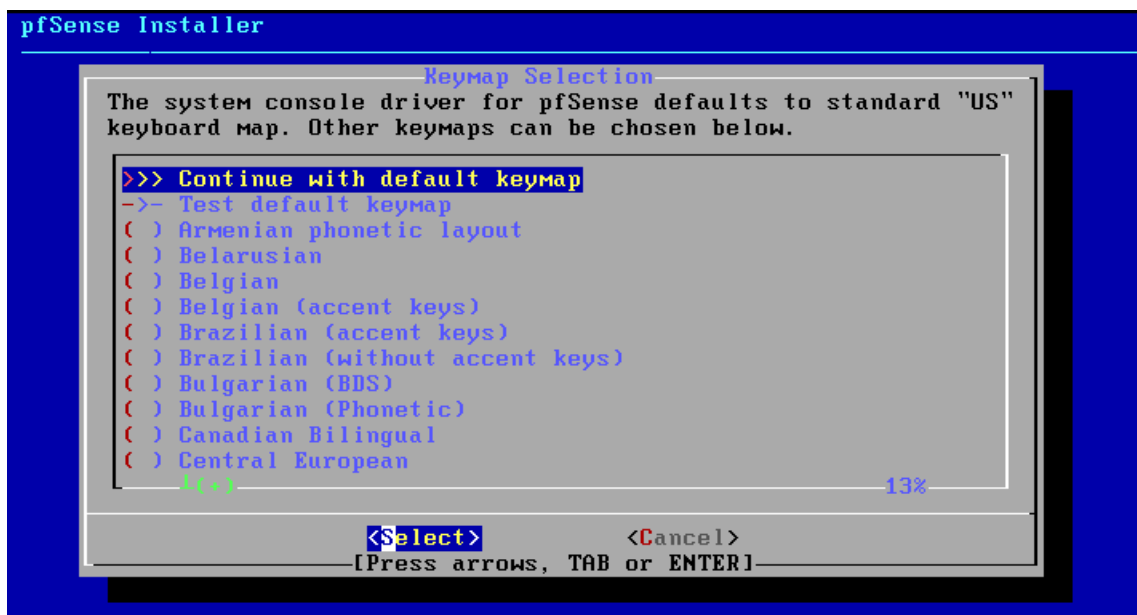 pfSense Installer
Keymap Selection
The system console driver for pfSense defaults to standard "US"
keyboard map. Other keymaps can be chosen below.
>>> Continue with default keymap
->- Test default keymap
( ) Armenian phonetic layout
( ) Belarusian
( ) Belgian
( ) Belgian (accent keys)
( ) Brazilian (accent keys)
( ) Brazilian (without accent keys)
( ) Bulgarian (BDS)
( ) Bulgarian (Phonetic)
( ) Canadian Bilingual
( ) Central European
┴(+) 13%
<Select> <Cancel>
[Press arrows, TAB or ENTER]